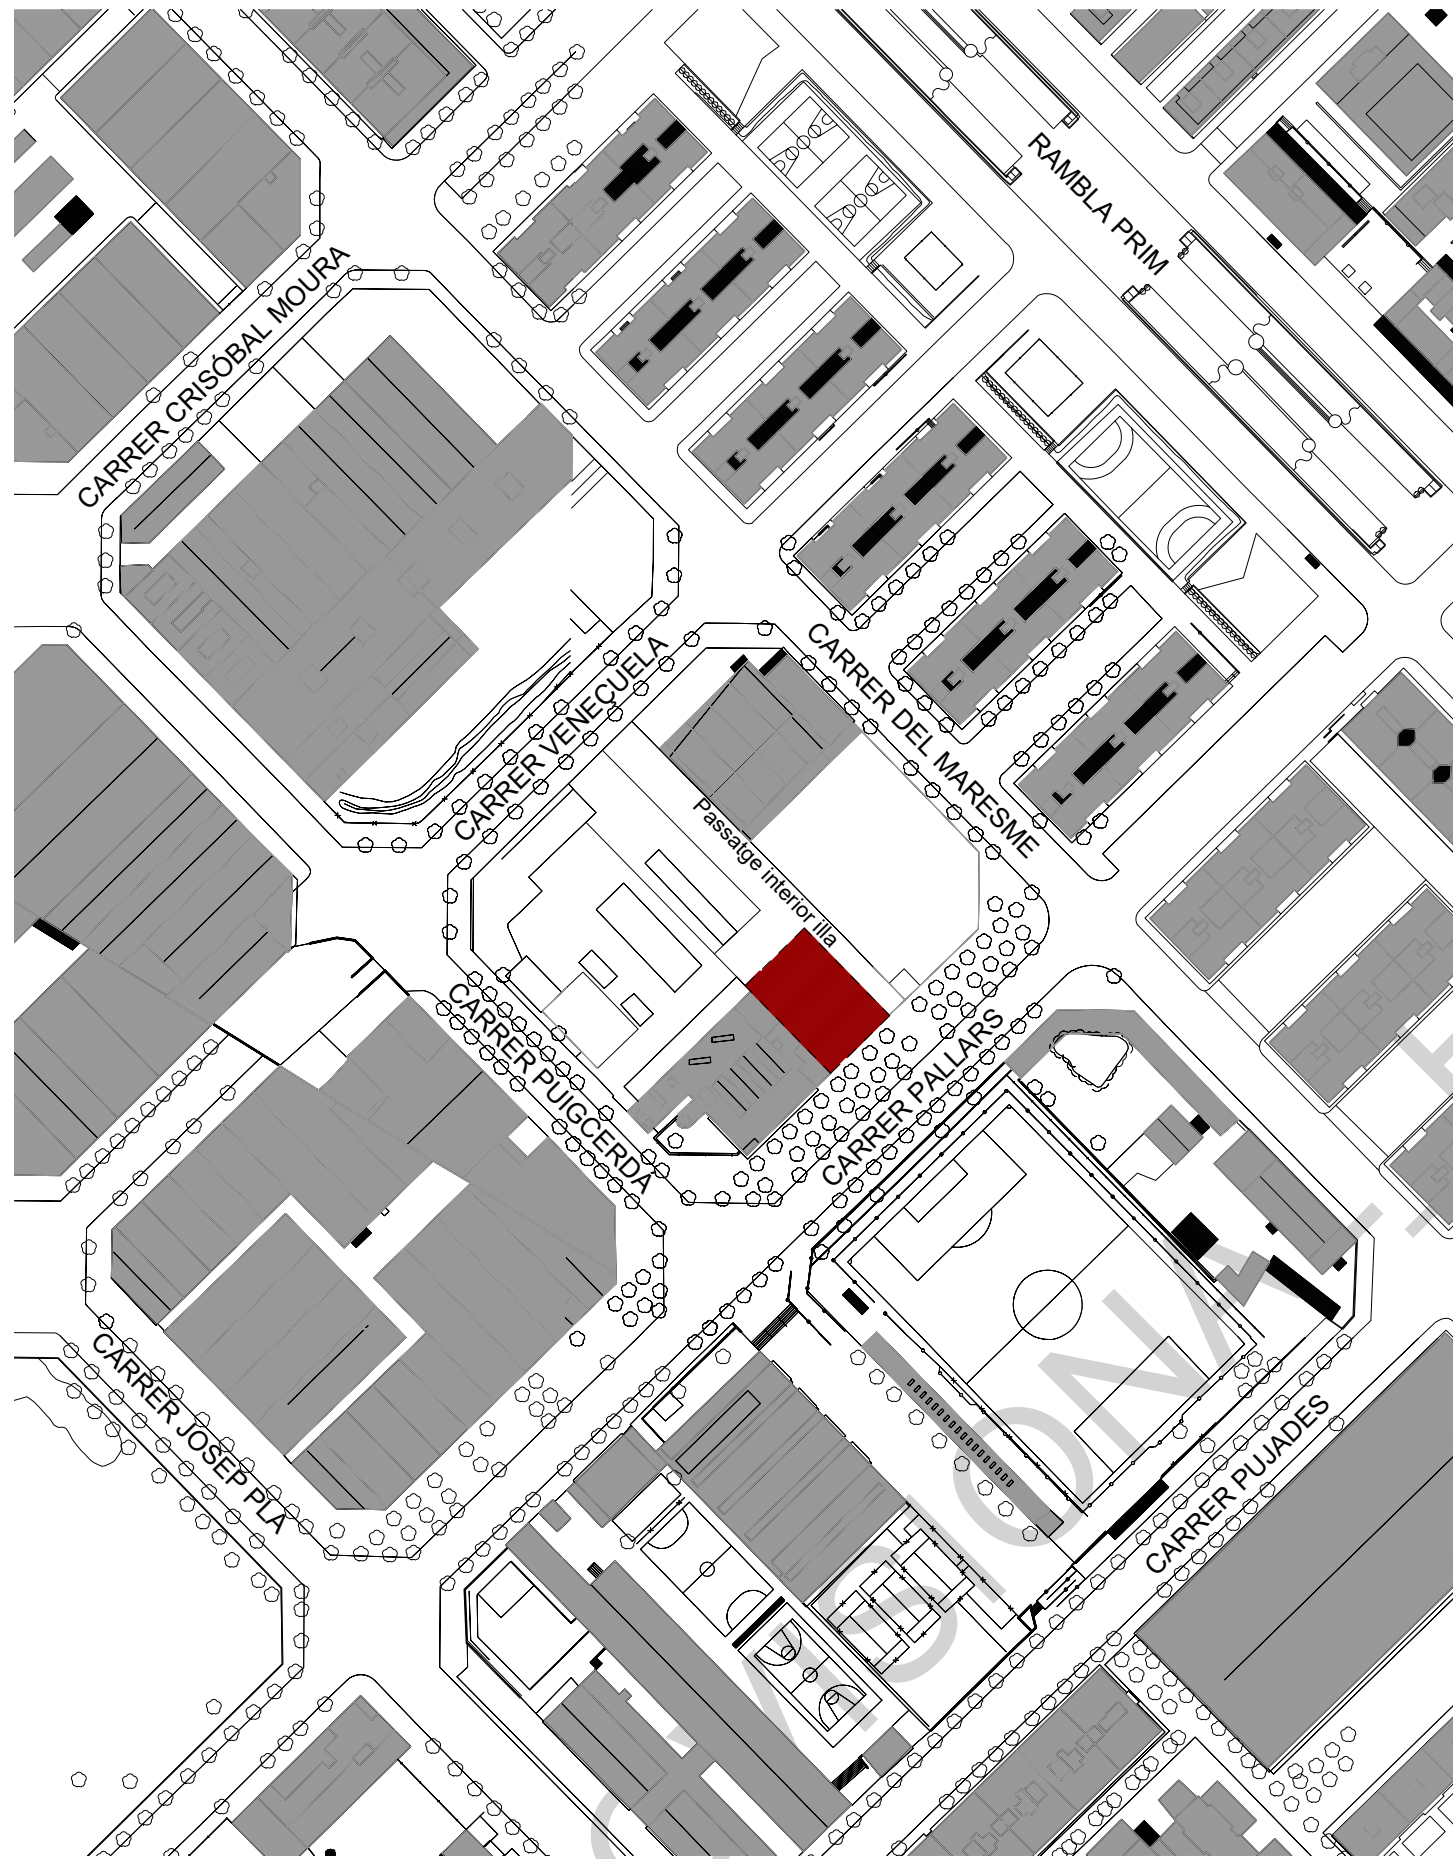 RAMBLA PRIM
CARRER CRISÓBAL MOURA
CARRER VENEÇUELA
CARRER DEL MARESME
Passatge interior illa
CARRER PUIGCERDA
CARRER PALLARS
CARRER JOSEP PLA
CARRER PUJADES